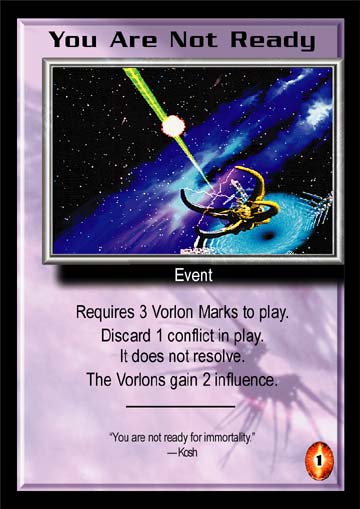 You Are Not Ready
Event
Requires 3 Vorlon Marks to play.
Discard 1 conflict in play.
It does not resolve.
The Vorlons gain 2 influence.
“You are not ready for immortality.”
—Kosh
1